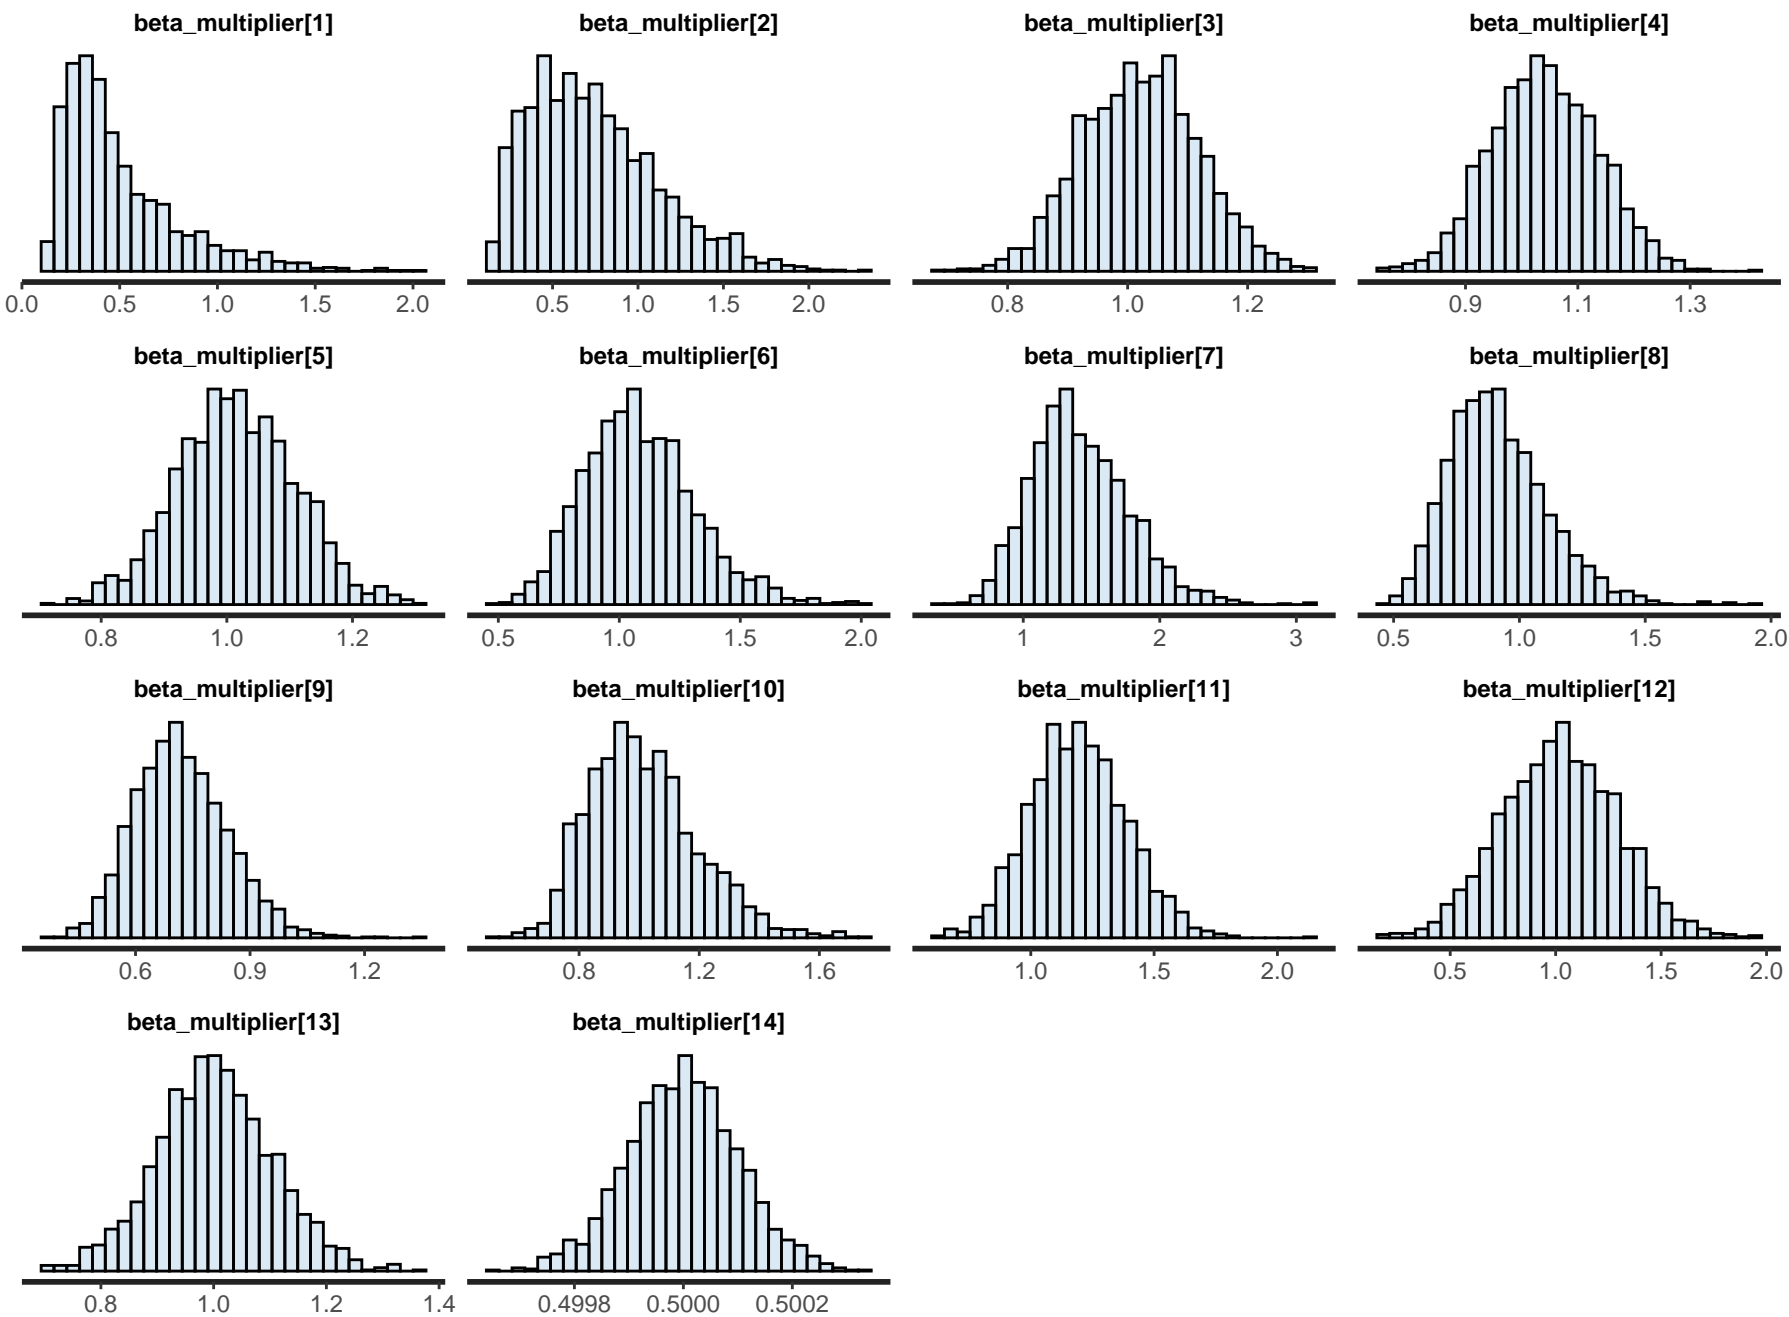 beta_multiplier[1] beta_multiplier[2] beta_multiplier[3] beta_multiplier[4]
0.0 0.5 1.0 1.5 2.0 0.5 1.0 1.5 2.0 0.8 1.0 1.2 0.9 1.1 1.3
beta_multiplier[5] beta_multiplier[6] beta_multiplier[7] beta_multiplier[8]
0.8 1.0 1.2 0.5 1.0 1.5 2.0 1 2 3 0.5 1.0 1.5 2.0
beta_multiplier[9] beta_multiplier[10] beta_multiplier[11] beta_multiplier[12]
0.6 0.9 1.2 0.8 1.2 1.6 1.0 1.5 2.0 0.5 1.0 1.5 2.0
beta_multiplier[13] beta_multiplier[14]
0.8 1.0 1.2 1.4 0.4998 0.5000 0.5002